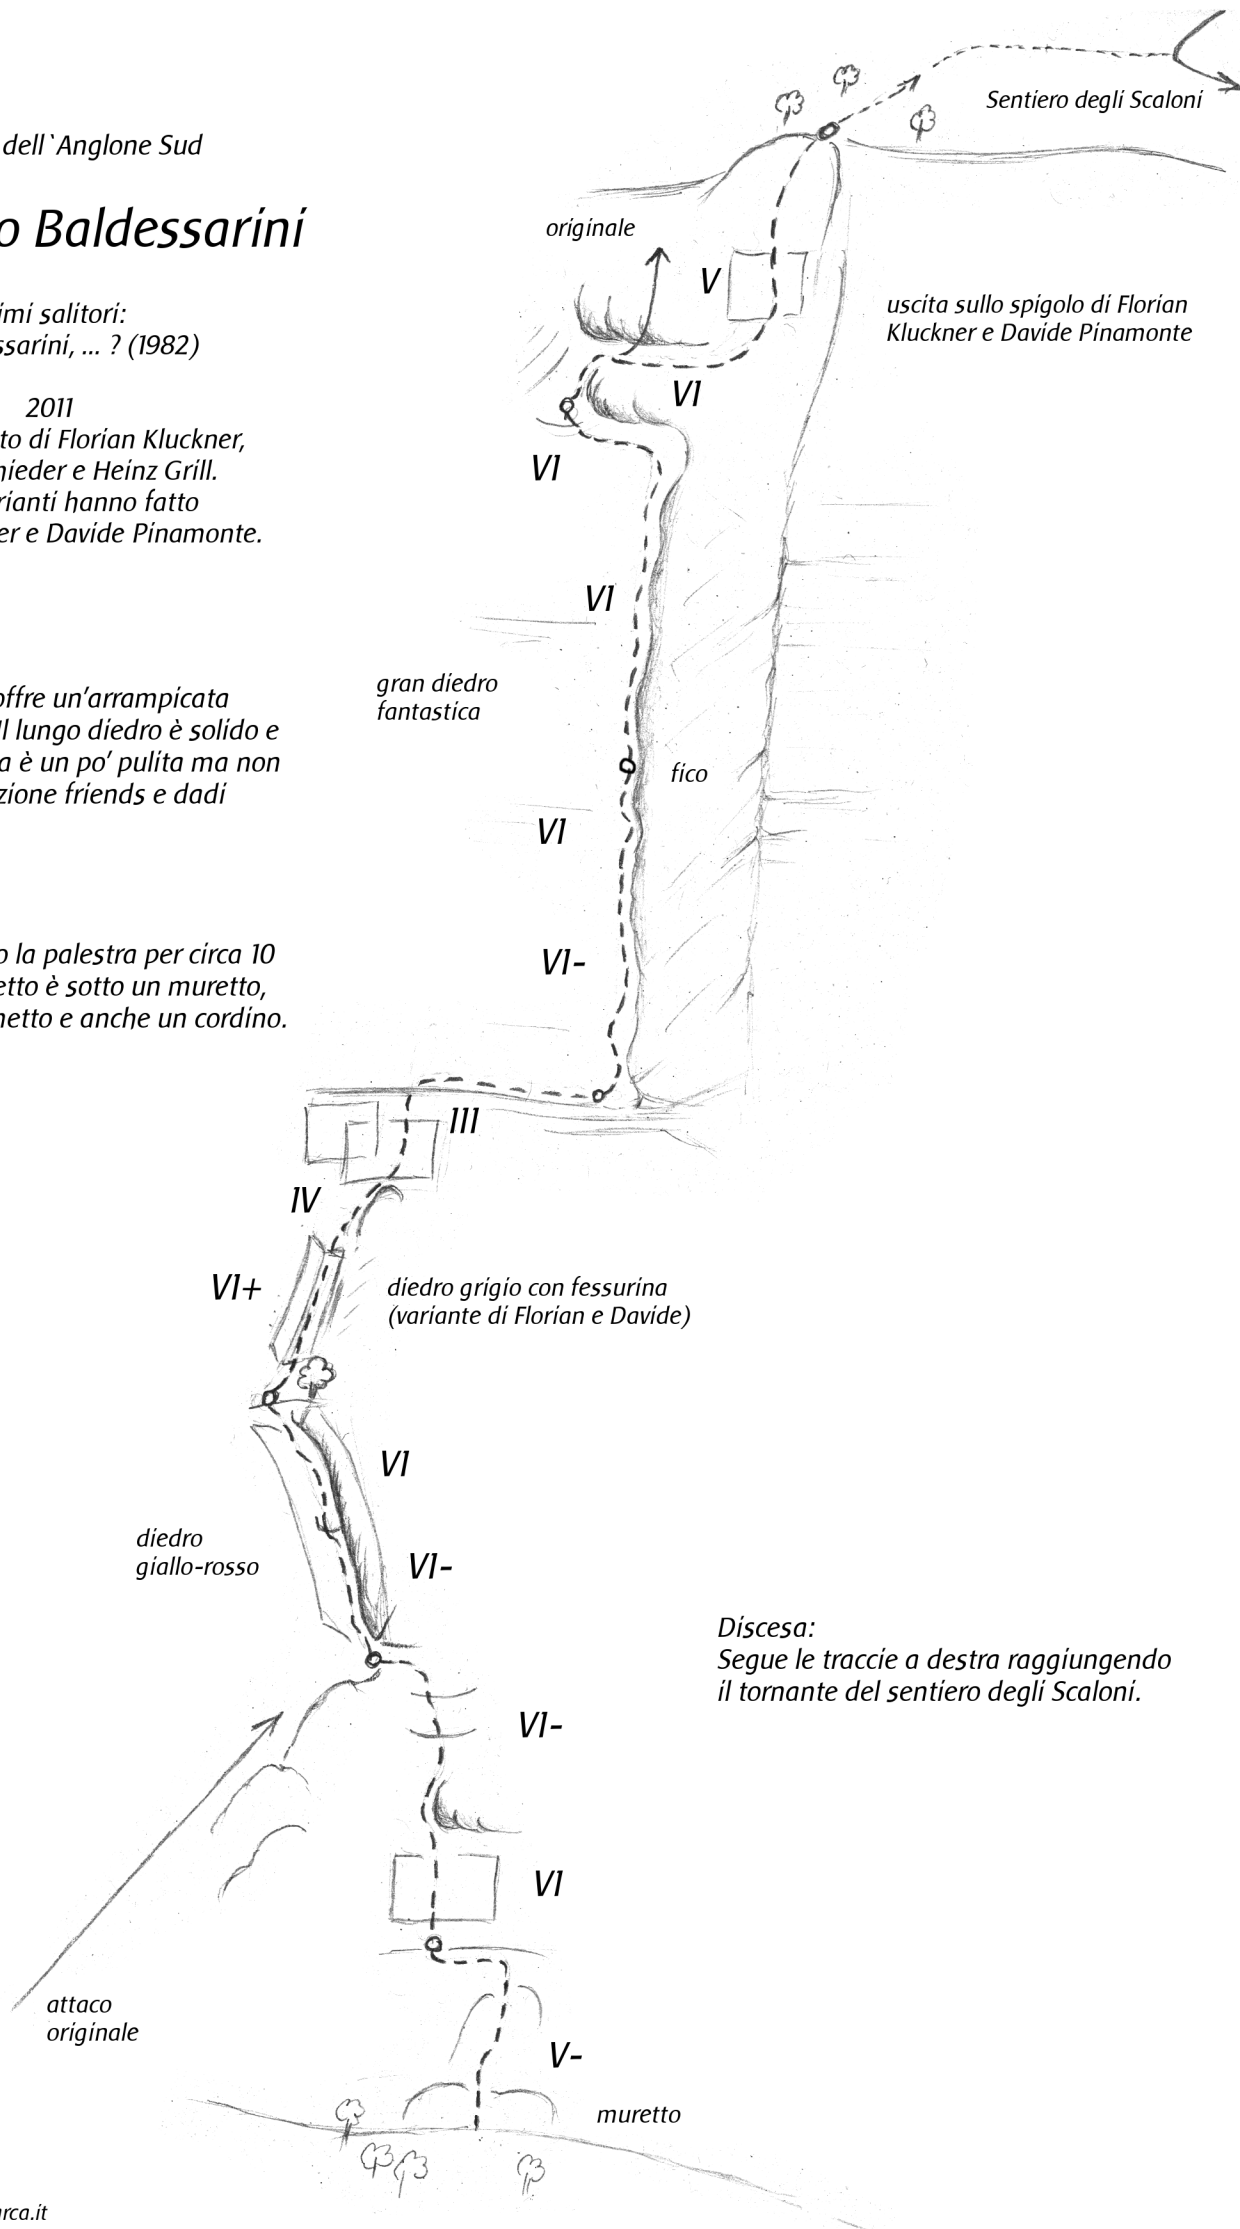 dell`Anglone Sud
o Baldessarini
imi salitori:
ssarini, ... ? (1982)
2011
to di Florian Kluckner,
nieder e Heinz Grill.
rianti hanno fatto
er e Davide Pinamonte.
offre un’arrampicata
Il lungo diedro è solido e
a è un po’ pulita ma non
zione friends e dadi
o la palestra per circa 10
etto è sotto un muretto,
netto e anche un cordino.
Sentiero degli Scaloni
originale
V
uscita sullo spigolo di Florian
Kluckner e Davide Pinamonte
VI
VI
VI
gran diedro
fantastica
fico
VI
VI-
III
IV
VI+
diedro grigio con fessurina
(variante di Florian e Davide)
VI
diedro
giallo-rosso
VI-
Discesa:
Segue le traccie a destra raggiungendo
il tornante del sentiero degli Scaloni.
VI-
VI
attaco
originale
V-
muretto
rca.it